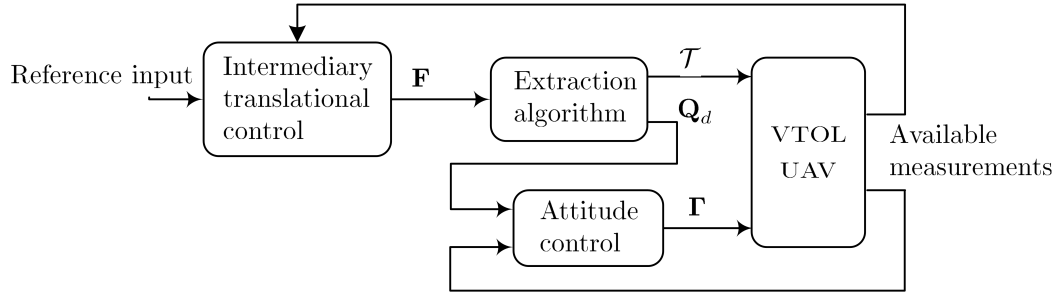 Reference input
Intermediary
translational
control
F
Extraction
algorithm
𝒯
Q_d
Attitude
control
Γ
VTOL
UAV
Available
measurements